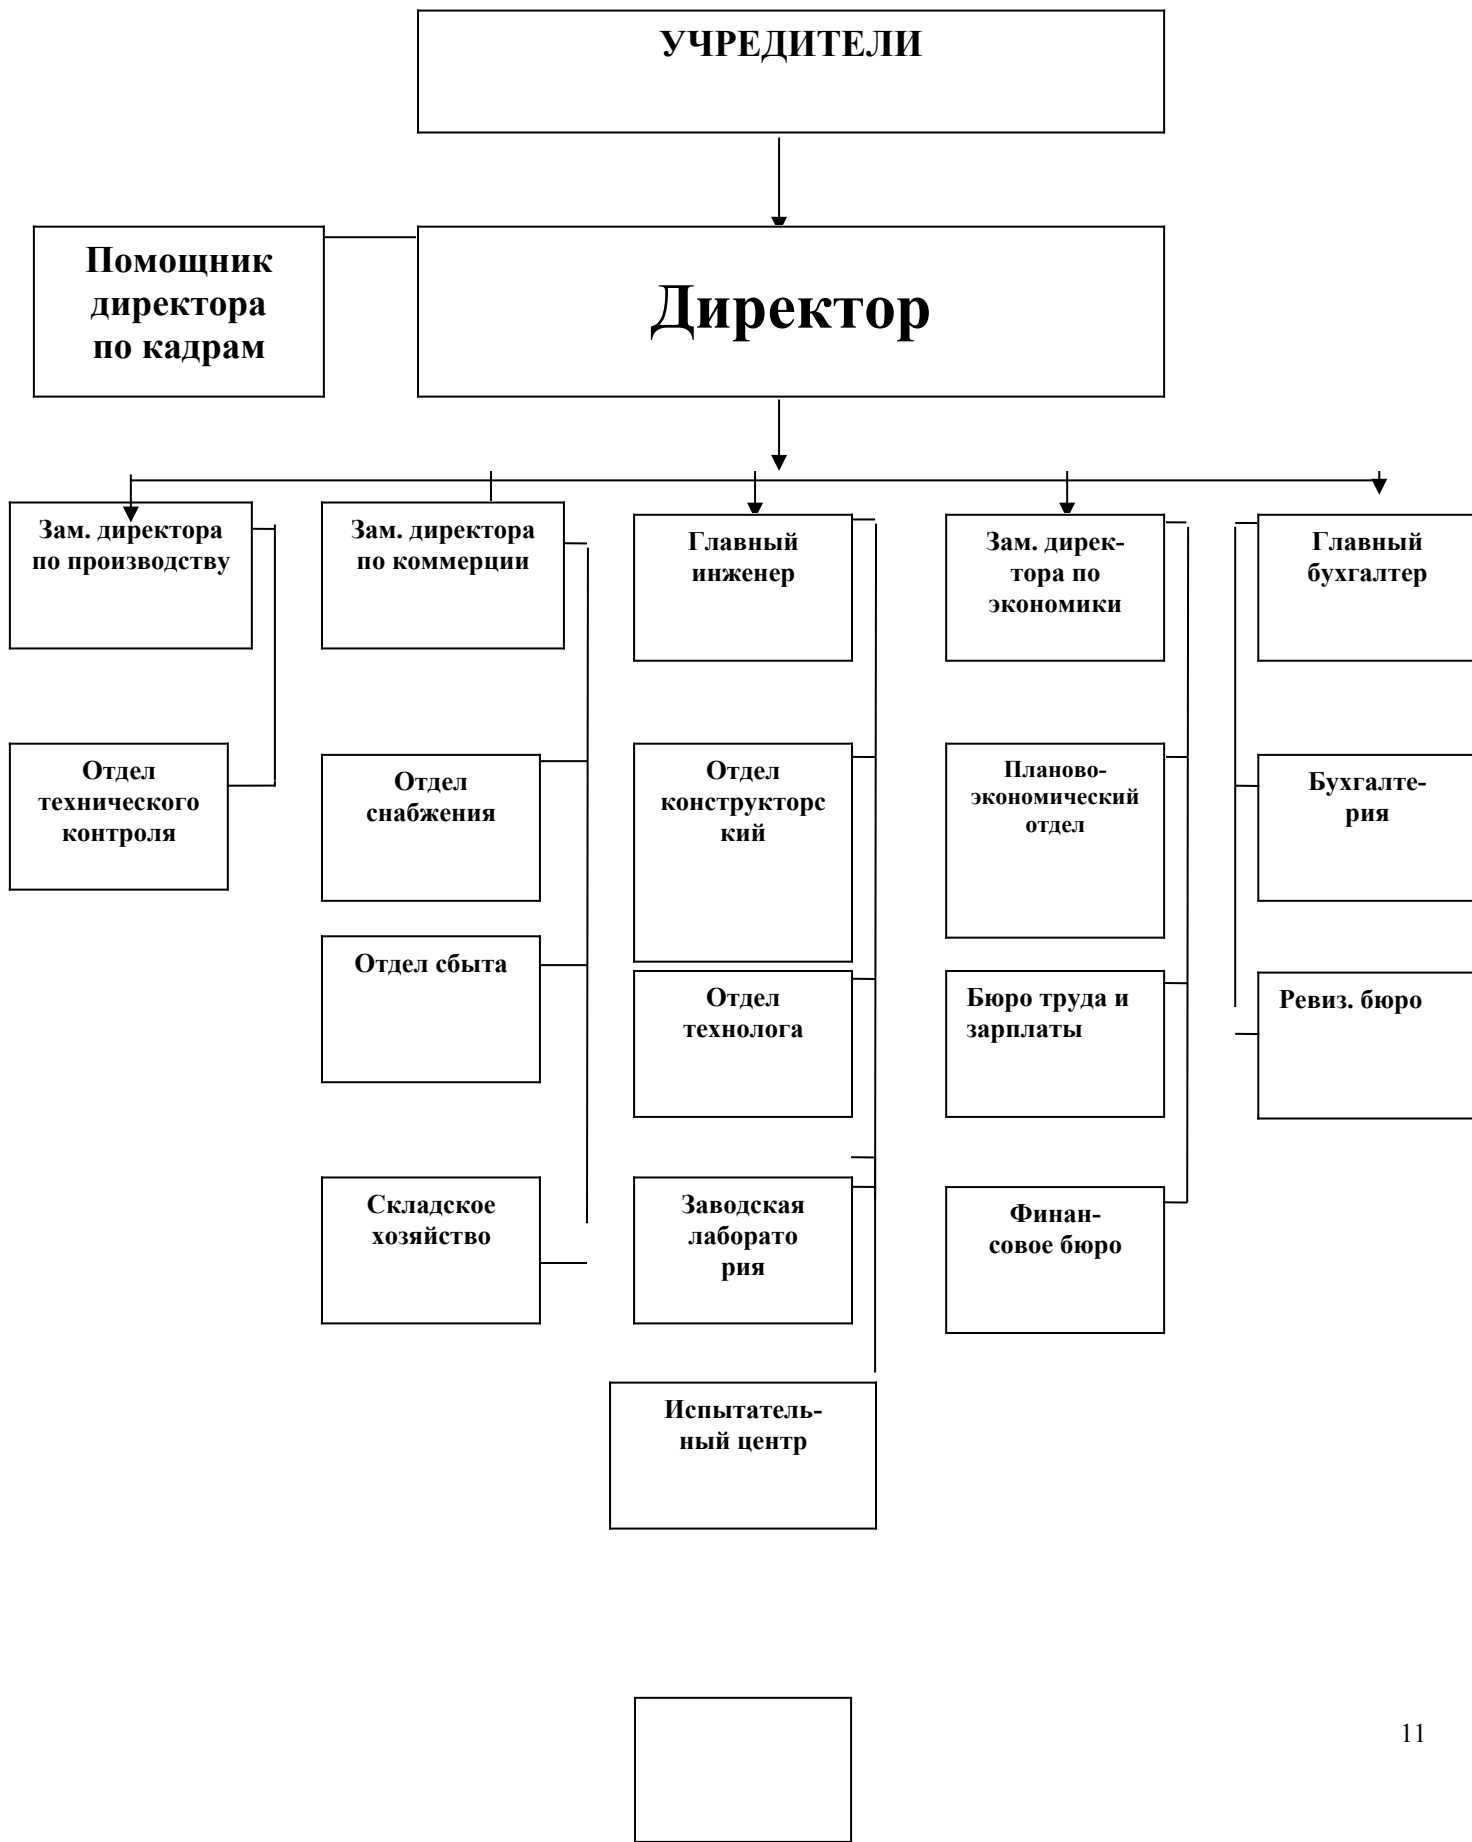 УЧРЕДИТЕЛИ
Помощник
директора
по кадрам
Директор
Зам. директора
по производству
Зам. директора
по коммерции
Главный
инженер
Зам. дирек-
тора по
экономики
Главный
бухгалтер
Отдел
технического
контроля
Отдел
снабжения
Отдел
конструкторс
кий
Планово-
экономический
отдел
Бухгалте-
рия
Отдел сбыта
Отдел
технолога
Бюро труда и
зарплаты
Ревиз. бюро
Складское
хозяйство
Заводская
лаборато
рия
Финан-
совое бюро
Испытатель-
ный центр
11